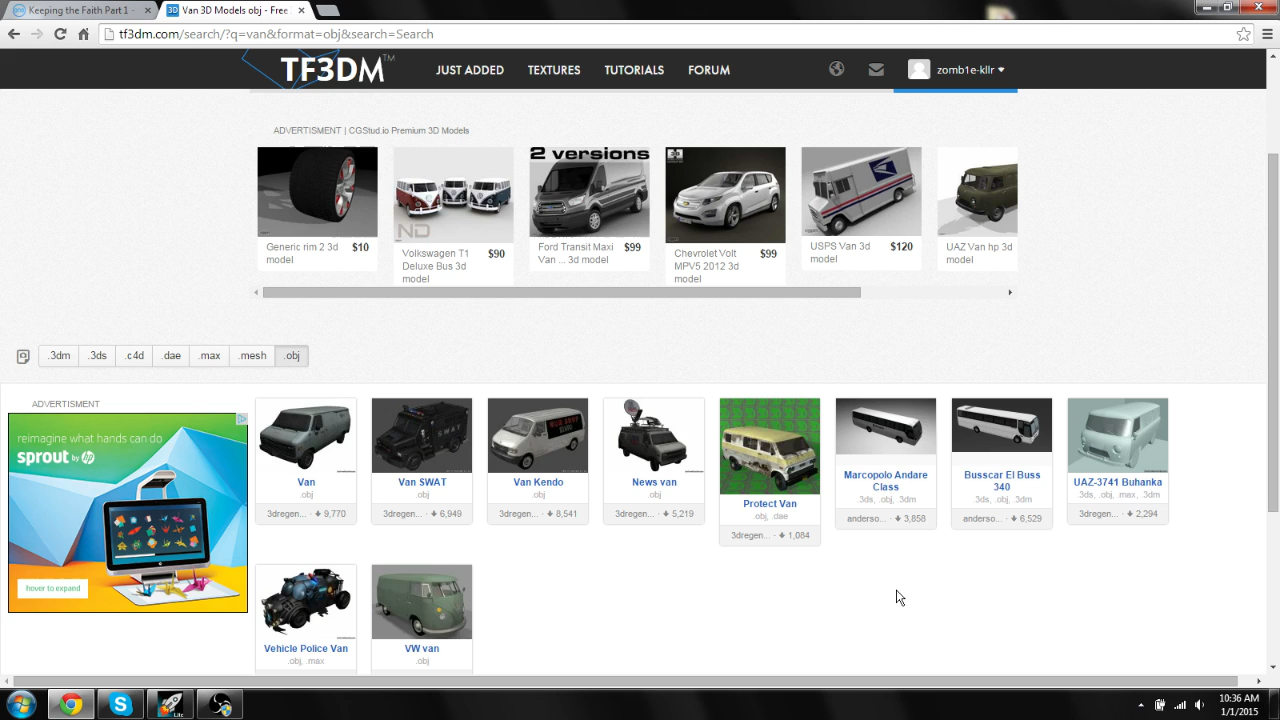 Keeping the Faith Part 1 -
3D Van 3D Models obj - Free
tf3dm.com/search/?q=van&format=obj&search=Search
TF3DM™
JUST ADDED
TEXTURES
TUTORIALS
FORUM
zomb1e-kllr
ADVERTISMENT | CGStud.io Premium 3D Models
2 versions
ND
Generic rim 2 3d $10
model
Volkswagen T1 $90
Deluxe Bus 3d
model
Ford Transit Maxi $99
Van ... 3d model
Chevrolet Volt $99
MPV5 2012 3d
model
USPS Van 3d $120
model
UAZ Van hp 3d
model
.3dm
.3ds
.c4d
.dae
.max
.mesh
.obj
ADVERTISMENT
reimagine what hands can do
sprout by hp
hover to expand
Van
.obj
3dregen... · 9,770
SWAT
Van SWAT
.obj
3dregen... · 6,949
Van Kendo
.obj
3dregen... · 8,541
News van
.obj
3dregen... · 5,219
Protect Van
.obj, .dae
3dregen... · 1,084
Marcopolo Andare
Class
.3ds, .obj, .3dm
anderso... · 3,858
Busscar El Buss
340
.3ds, .obj, .3dm
anderso... · 6,529
UAZ-3741 Buhanka
.3ds, .obj, .max, .3dm
3dregen... · 2,294
Vehicle Police Van
.obj, .max
VW van
.obj
Lite
10:36 AM
1/1/2015